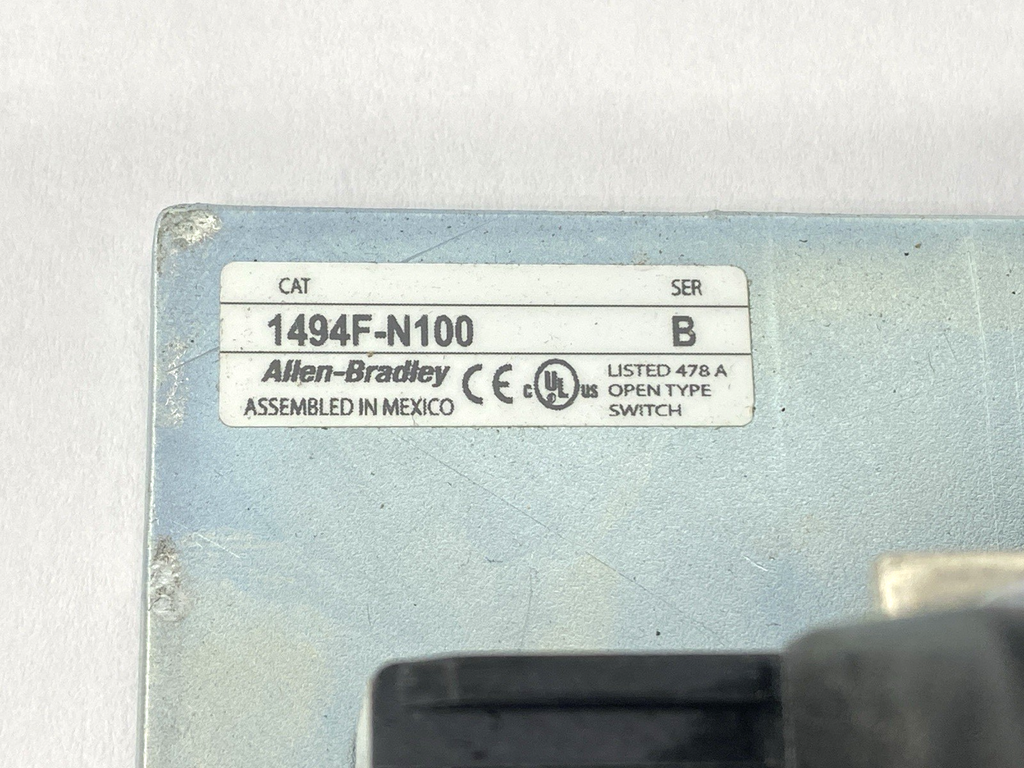 CAT SER
1494F-N100 B
Allen-Bradley
ASSEMBLED IN MEXICO
CE
c UL us
LISTED 478 A
OPEN TYPE
SWITCH